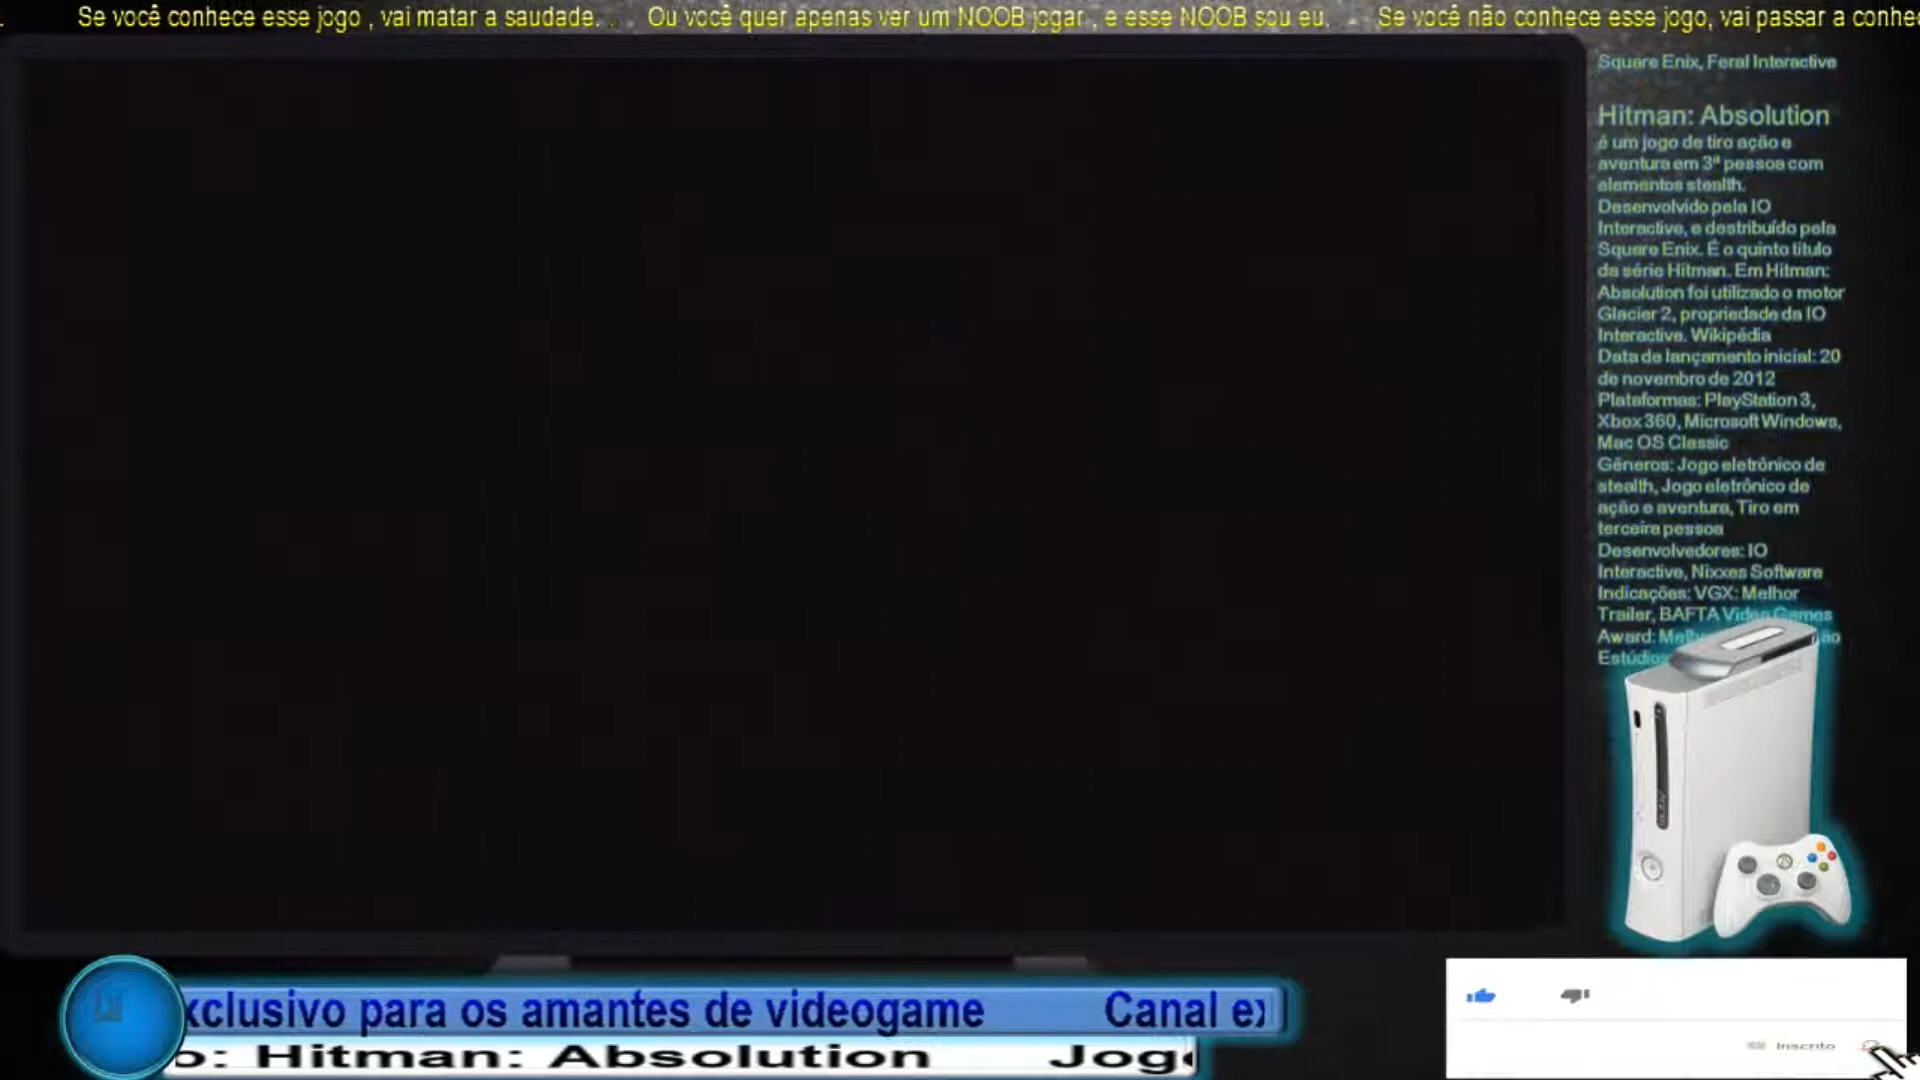 Se você conhece esse jogo , vai matar a saudade. . Ou você quer apenas ver um NOOB jogar , e esse NOOB sou eu. - Se você não conhece esse jogo, vai passar a conhec
Square Enix, Feral Interactive
Hitman: Absolution
é um jogo de tiro ação e
aventura em 3ª pessoa com
elementos stealth.
Desenvolvido pela IO
Interactive, e destribuído pela
Square Enix. É o quinto título
da série Hitman. Em Hitman:
Absolution foi utilizado o motor
Glacier 2, propriedade da IO
Interactive. Wikipédia
Data de lançamento inicial: 20
de novembro de 2012
Plataformas: PlayStation 3,
Xbox 360, Microsoft Windows,
Mac OS Classic
Gêneros: Jogo eletrônico de
stealth, Jogo eletrônico de
ação e aventura, Tiro em
terceira pessoa
Desenvolvedores: IO
Interactive, Nixxes Software
Indicações: VGX: Melhor
Trailer, BAFTA Video Games
Award: Melh ao
Estúdios
xclusivo para os amantes de videogame Canal ex
o: Hitman: Absolution Jogo
Inscrito